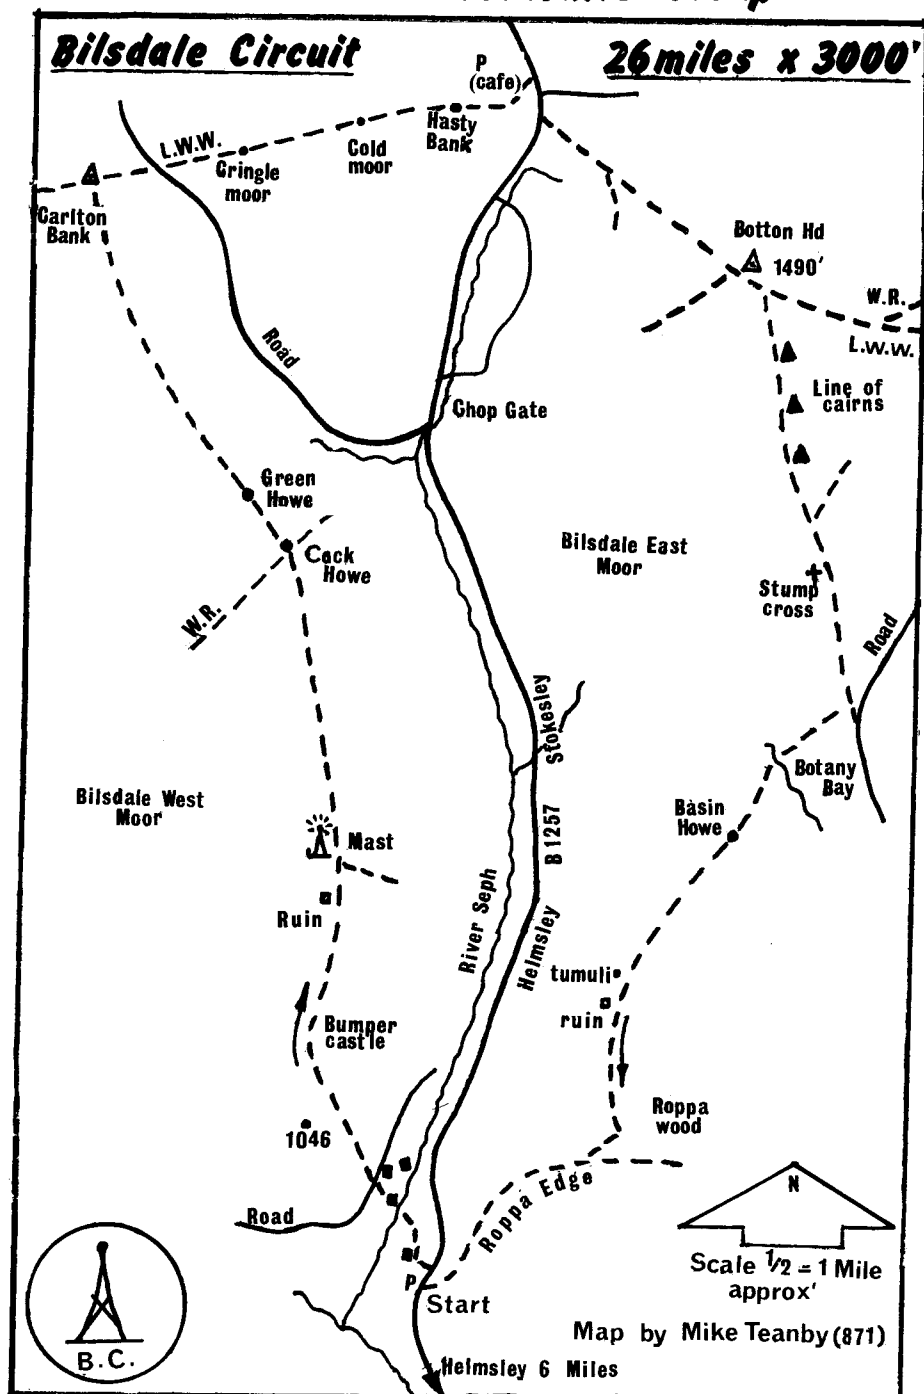 Bilsdale Circuit
26 miles x 3000'
P
(cafe)
L.W.W.
Hasty
Bank
Cold
moor
Cringle
moor
Carlton
Bank
Botton Hd
1490'
W.R.
L.W.W.
Road
Line of
cairns
Chop Gate
Green
Howe
Cock
Howe
W.R.
Bilsdale East
Moor
Stump
cross
Road
Stokesley
Botany
Bay
Bilsdale West
Moor
Basin
Howe
B1257
Mast
Ruin
River Seph
Helmsley
tumuli
ruin
Bumper
castle
Roppa
wood
1046
Roppa Edge
Road
N
Scale 1/2 = 1 Mile
approx'
P
Start
Map by Mike Teanby (871)
B.C.
Helmsley 6 Miles